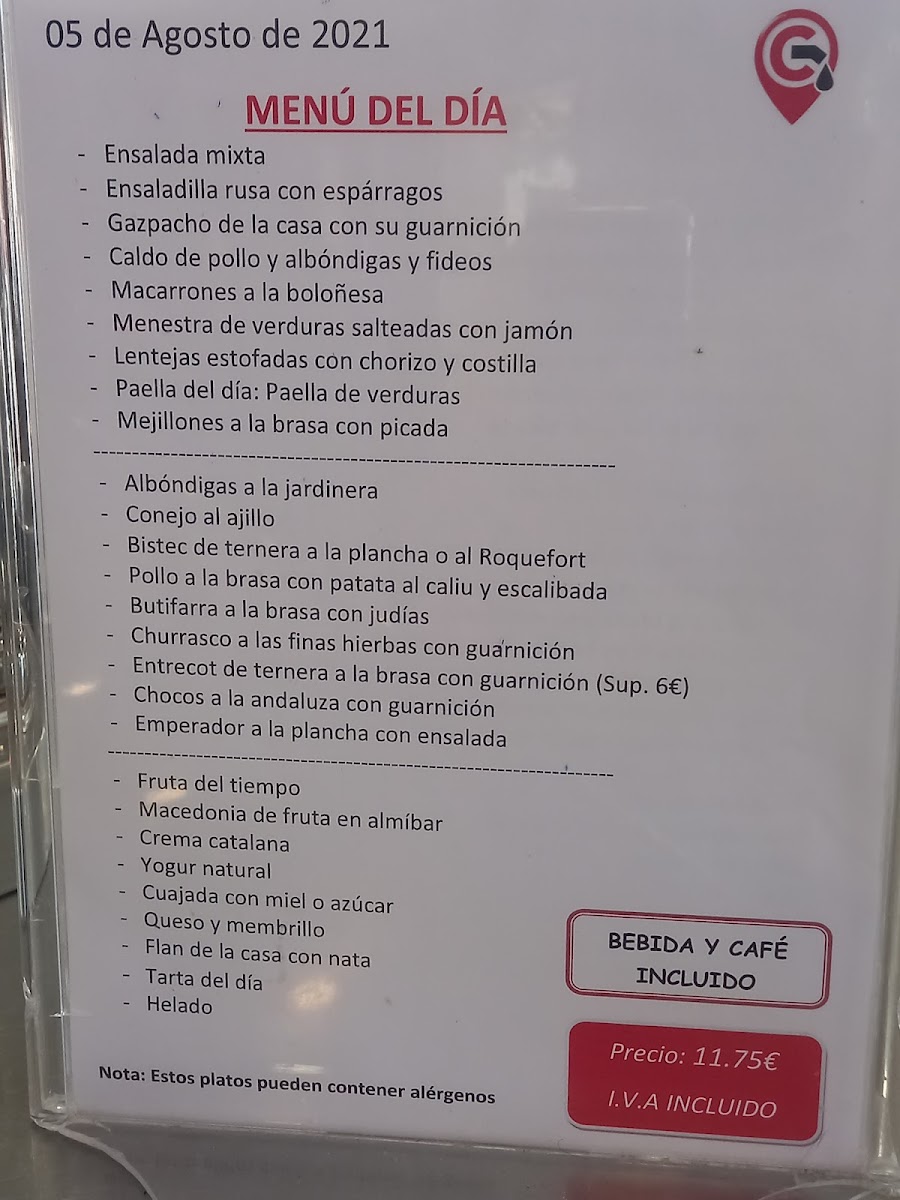 05 de Agosto de 2021
MENÚ DEL DÍA
- Ensalada mixta
- Ensaladilla rusa con espárragos
- Gazpacho de la casa con su guarnición
- Caldo de pollo y albóndigas y fideos
- Macarrones a la boloñesa
- Menestra de verduras salteadas con jamón
- Lentejas estofadas con chorizo y costilla
- Paella del día: Paella de verduras
- Mejillones a la brasa con picada
- Albóndigas a la jardinera
- Conejo al ajillo
- Bistec de ternera a la plancha o al Roquefort
- Pollo a la brasa con patata al caliu y escalibada
- Butifarra a la brasa con judías
- Churrasco a las finas hierbas con guarnición
- Entrecot de ternera a la brasa con guarnición (Sup. 6€)
- Chocos a la andaluza con guarnición
- Emperador a la plancha con ensalada
- Fruta del tiempo
- Macedonia de fruta en almíbar
- Crema catalana
- Yogur natural
- Cuajada con miel o azúcar
- Queso y membrillo
- Flan de la casa con nata
- Tarta del día
- Helado
BEBIDA Y CAFÉ
INCLUIDO
Precio: 11.75€
I.V.A INCLUIDO
Nota: Estos platos pueden contener alérgenos